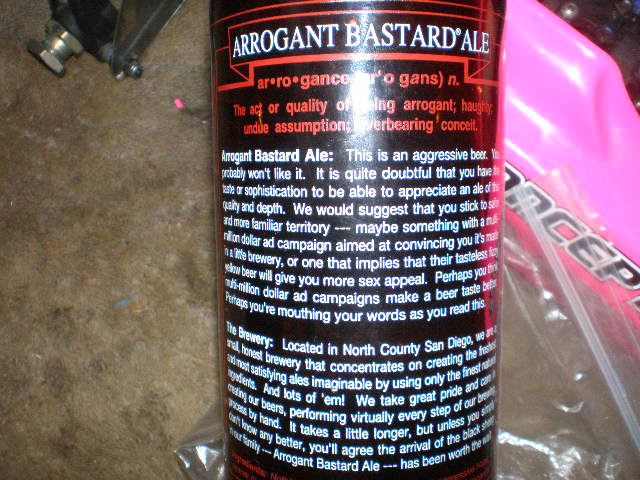 ARROGANT BASTARD® ALE
ar•ro•gance (ar' o gans) n.
The act or quality of being arrogant; haughty;
undue assumption; overbearing conceit.
Arrogant Bastard Ale: This is an aggressive beer. You
probably won't like it. It is quite doubtful that you have the
taste or sophistication to be able to appreciate an ale of this
quality and depth. We would suggest that you stick to safer
and more familiar territory --- maybe something with a multi-
million dollar ad campaign aimed at convincing you it's made
in a little brewery, or one that implies that their tasteless fizzy
yellow beer will give you more sex appeal. Perhaps you think
multi-million dollar ad campaigns make a beer taste better.
Perhaps you're mouthing your words as you read this.
The Brewery: Located in North County San Diego, we are a
small, honest brewery that concentrates on creating the freshest
and most satisfying ales imaginable by using only the finest natural
ingredients. And lots of 'em! We take great pride and care in
creating our beers, performing virtually every step of our brewing
process by hand. It takes a little longer, but unless you simply
don't know any better, you'll agree the arrival of the black sheep
in our family --- Arrogant Bastard Ale --- has been worth the wait.
Ingredients:
FORCEP